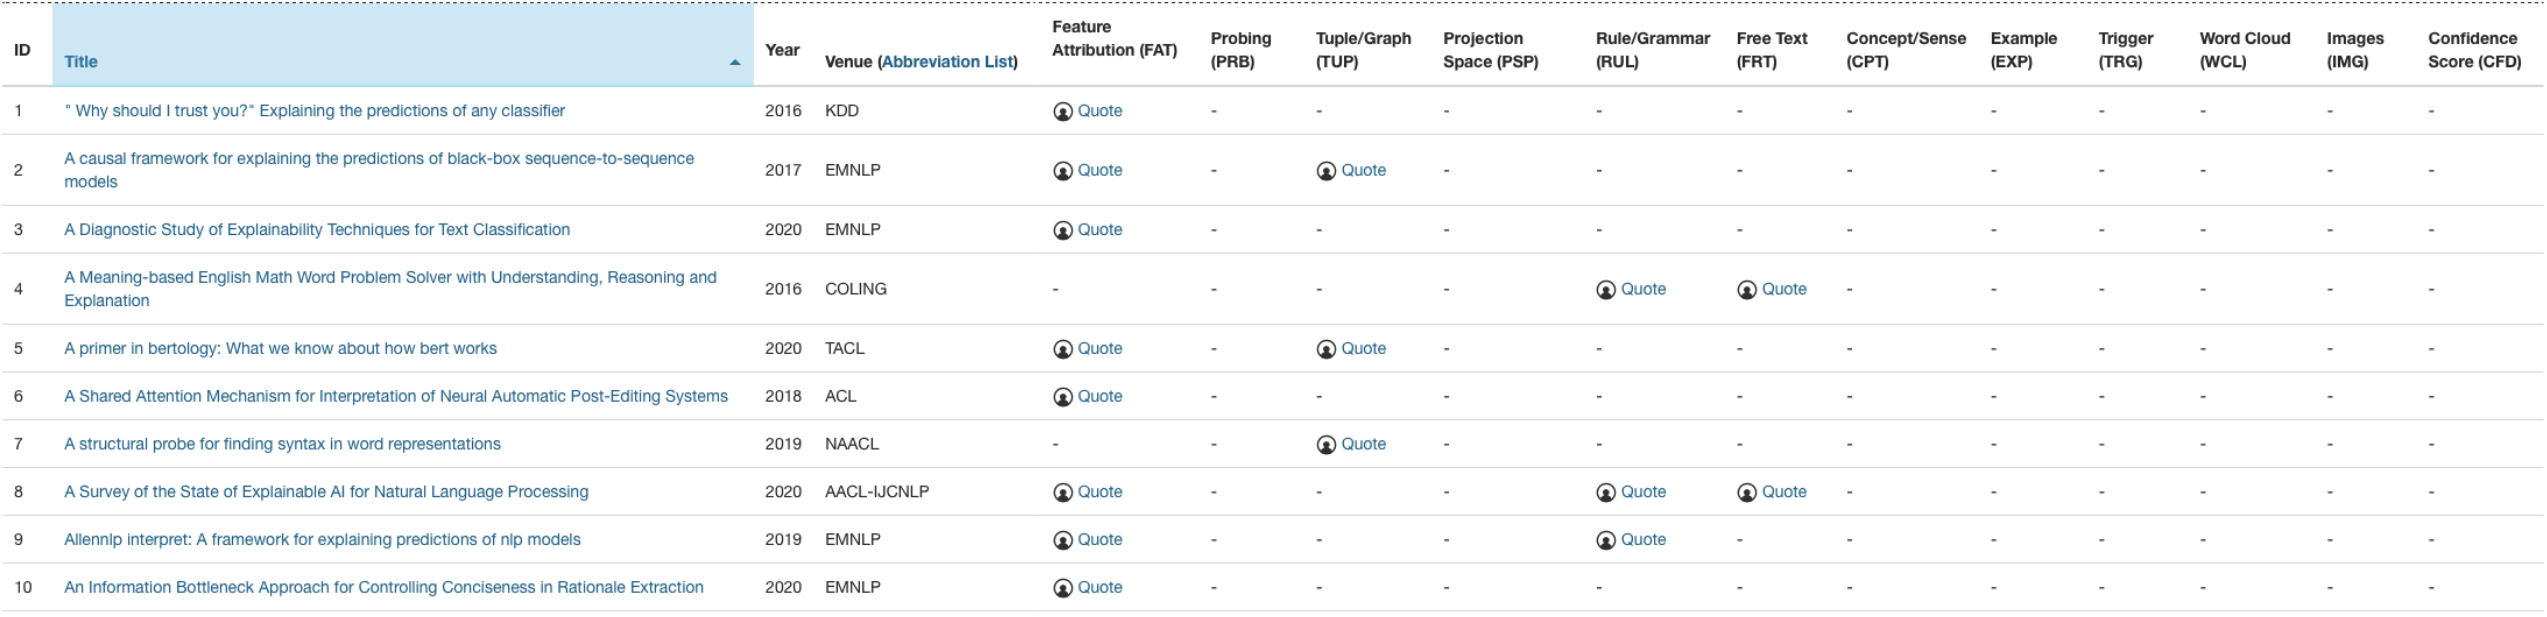 ID Title Year Venue (Abbreviation List) Feature Attribution (FAT) Probing (PRB) Tuple/Graph (TUP) Projection Space (PSP) Rule/Grammar (RUL) Free Text (FRT) Concept/Sense (CPT) Example (EXP) Trigger (TRG) Word Cloud (WCL) Images (IMG) Confidence Score (CFD)
1 " Why should I trust you?" Explaining the predictions of any classifier 2016 KDD Quote - - - - - - - - - - -
2 A causal framework for explaining the predictions of black-box sequence-to-sequence models 2017 EMNLP Quote - Quote - - - - - - - - -
3 A Diagnostic Study of Explainability Techniques for Text Classification 2020 EMNLP Quote - - - - - - - - - - -
4 A Meaning-based English Math Word Problem Solver with Understanding, Reasoning and Explanation 2016 COLING - - - - Quote Quote - - - - - -
5 A primer in bertology: What we know about how bert works 2020 TACL Quote - Quote - - - - - - - - -
6 A Shared Attention Mechanism for Interpretation of Neural Automatic Post-Editing Systems 2018 ACL Quote - - - - - - - - - - -
7 A structural probe for finding syntax in word representations 2019 NAACL - - Quote - - - - - - - - -
8 A Survey of the State of Explainable AI for Natural Language Processing 2020 AACL-IJCNLP Quote - - - Quote Quote - - - - - -
9 Allennlp interpret: A framework for explaining predictions of nlp models 2019 EMNLP Quote - - - Quote - - - - - - -
10 An Information Bottleneck Approach for Controlling Conciseness in Rationale Extraction 2020 EMNLP Quote - - - - - - - - - - -